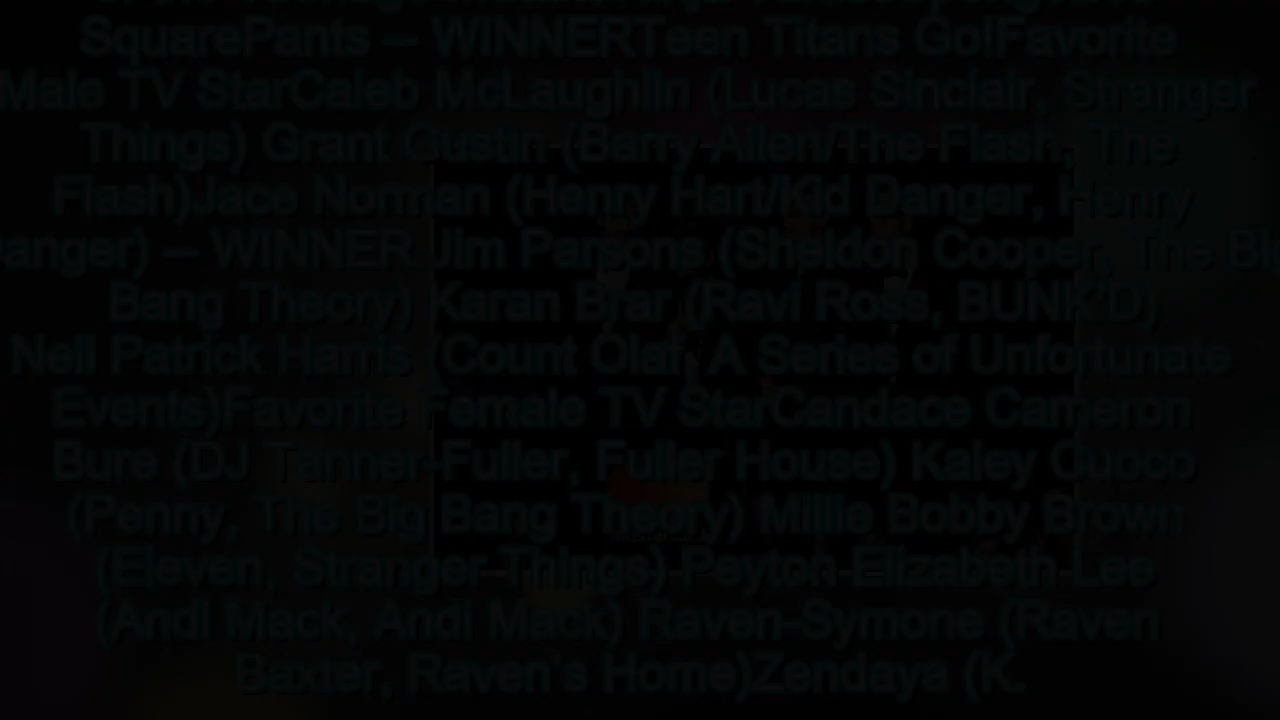 SquarePants – WINNERTeen Titans Go!Favorite
Male TV StarCaleb McLaughlin (Lucas Sinclair, Stranger
Things) Grant Gustin (Barry Allen/The Flash, The
Flash)Jace Norman (Henry Hart/Kid Danger, Henry
anger) – WINNER Jim Parsons (Sheldon Cooper, The Bi
Bang Theory) Karan Brar (Ravi Ross, BUNK'D)
Neil Patrick Harris (Count Olaf, A Series of Unfortunate
Events)Favorite Female TV StarCandace Cameron
Bure (DJ Tanner-Fuller, Fuller House) Kaley Cuoco
(Penny, The Big Bang Theory) Millie Bobby Brown
(Eleven, Stranger Things) Peyton Elizabeth Lee
(Andi Mack, Andi Mack) Raven-Symone (Raven
Baxter, Raven's Home)Zendaya (K.